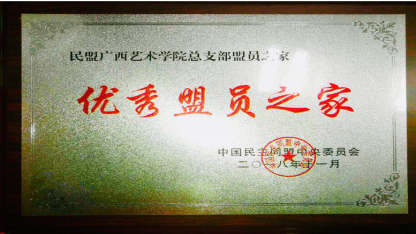 民盟广西艺术学院总支部盟员之家
优秀盟员之家
中国民主同盟中央委员会
二〇一八年十一月